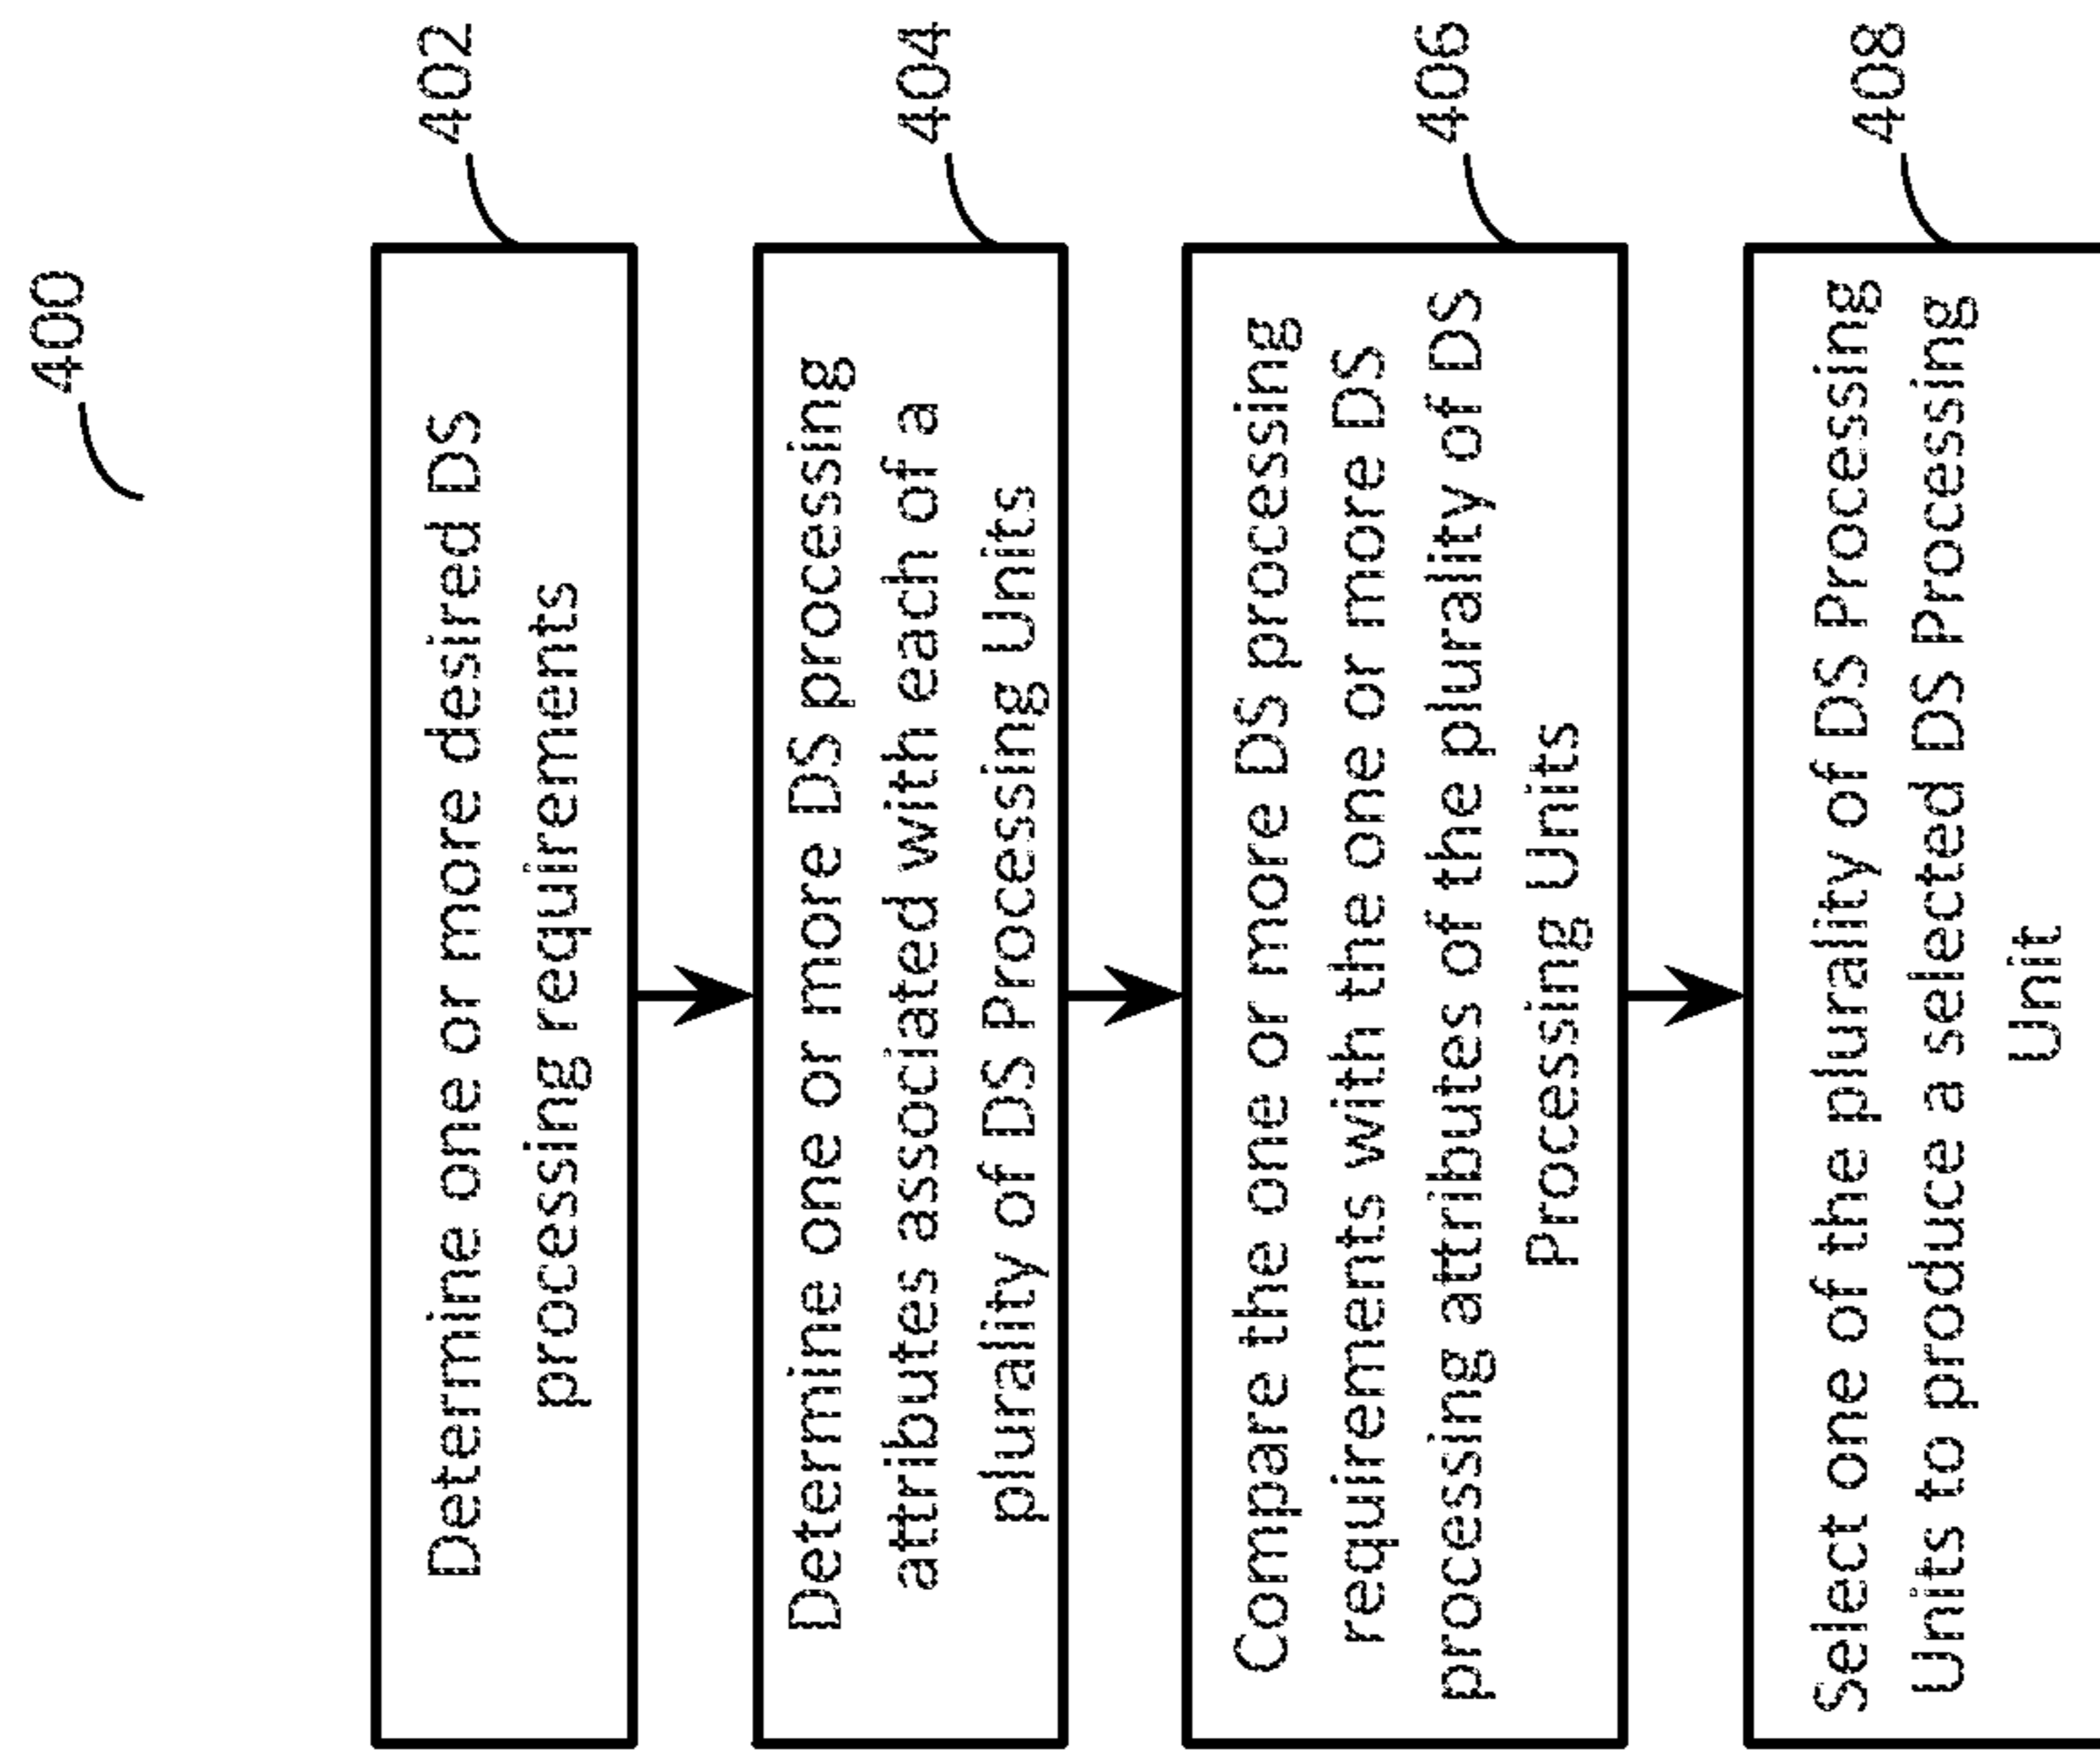 400
402
Determine one or more desired DS
processing requirements
404
Determine one or more DS processing
attributes associated with each of a
plurality of DS Processing Units
406
Compare the one or more DS processing
requirements with the one or more DS
processing attributes of the plurality of DS
Processing Units
408
Select one of the plurality of DS Processing
Units to produce a selected DS Processing
Unit